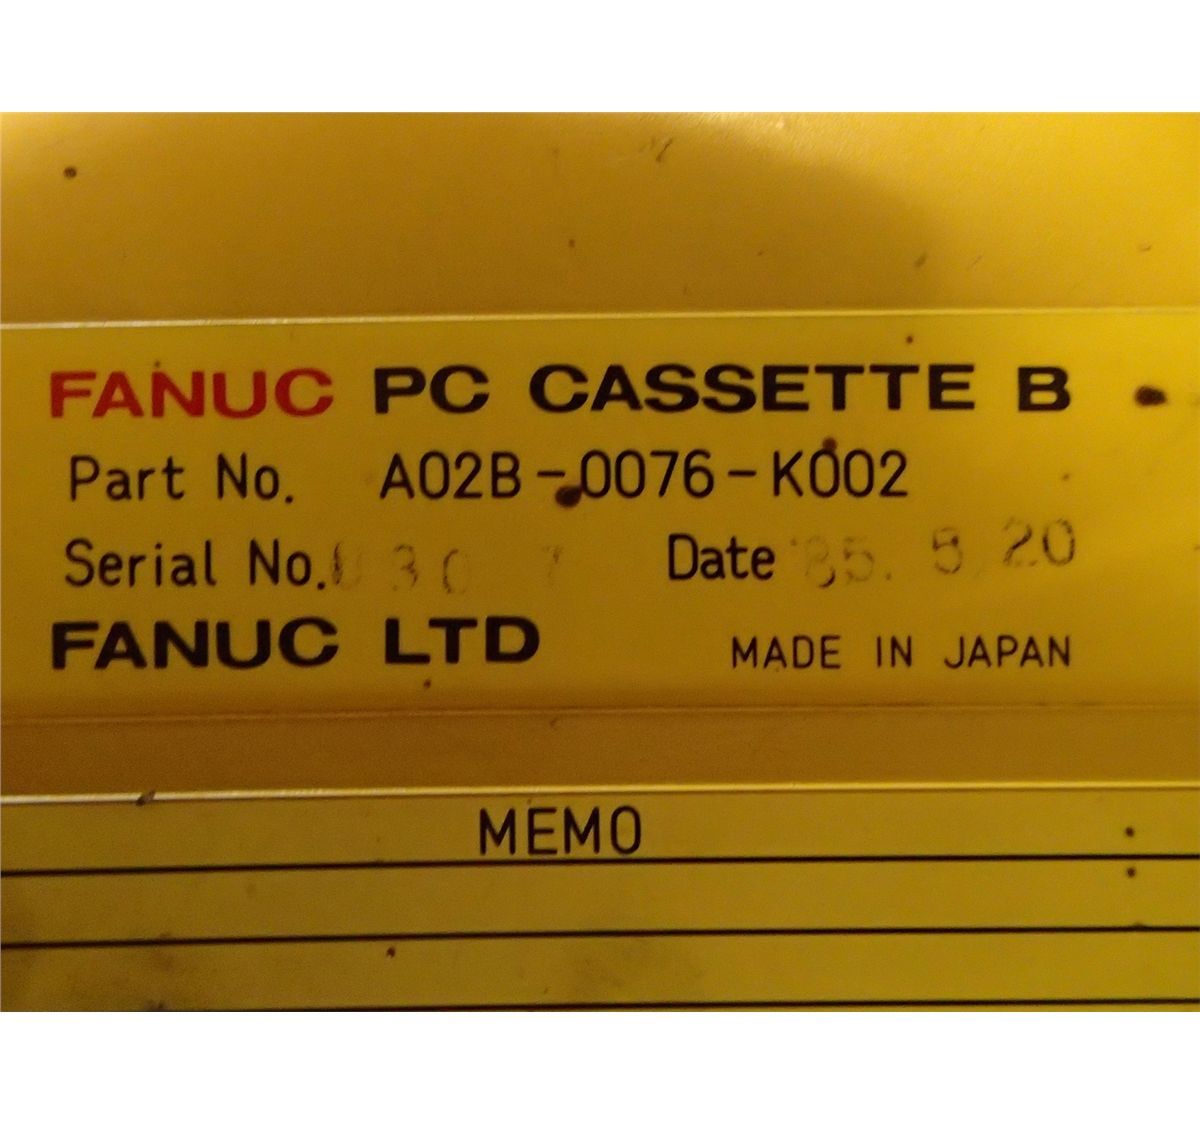 FANUC PC CASSETTE B
Part No. A02B-0076-K002
Serial No.
Date '85. 20
FANUC LTD
MADE IN JAPAN
MEMO